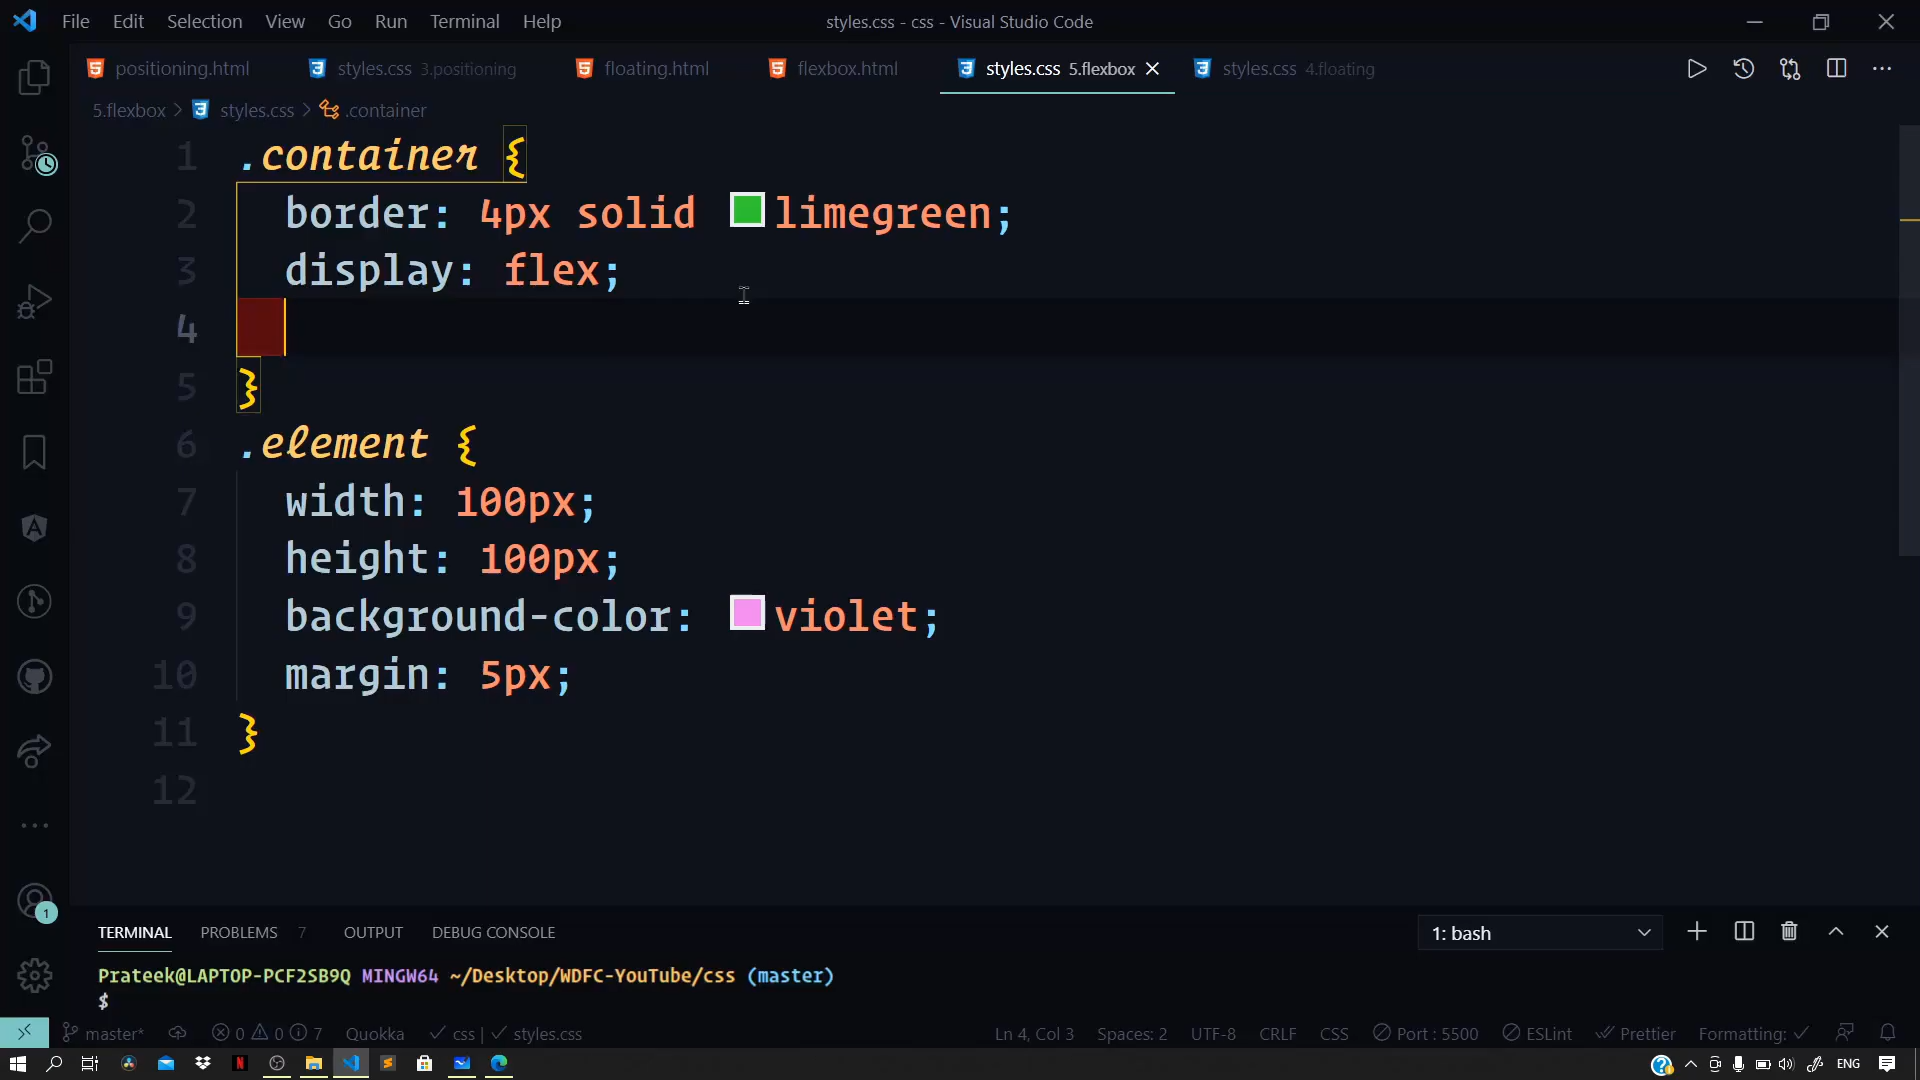 File Edit Selection View Go Run Terminal Help
styles.css - css - Visual Studio Code
positioning.html
styles.css 3.positioning
floating.html
flexbox.html
styles.css 5.flexbox
styles.css 4.floating
5.flexbox > styles.css > .container
1 .container {
2 border: 4px solid limegreen;
3 display: flex;
4
5 }
6 .element {
7 width: 100px;
8 height: 100px;
9 background-color: violet;
10 margin: 5px;
11 }
12
1
TERMINAL PROBLEMS 7 OUTPUT DEBUG CONSOLE
1: bash
Prateek@LAPTOP-PCF2SB9Q MINGW64 ~/Desktop/WDFC-YouTube/css (master)
$
master* 0 0 7 Quokka css | styles.css
Ln 4, Col 3 Spaces: 2 UTF-8 CRLF CSS Port : 5500 ESLint Prettier Formatting:
ENG